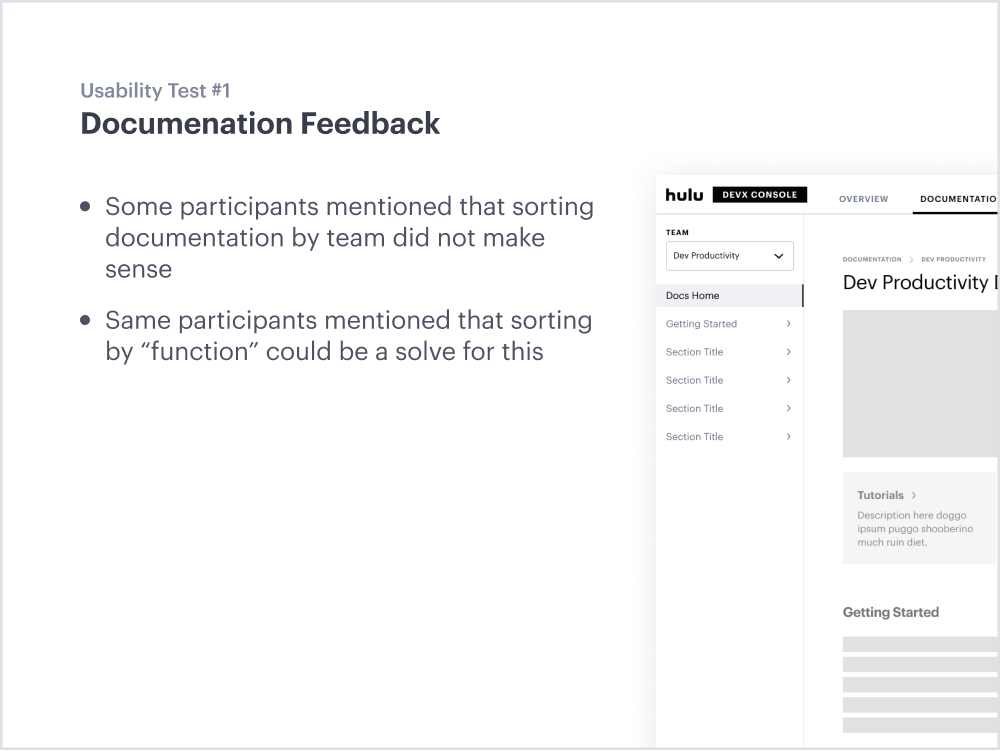 Usability Test #1
Documenation Feedback
Some participants mentioned that sorting
documentation by team did not make
sense
Same participants mentioned that sorting
by “function” could be a solve for this
hulu
DEVX CONSOLE
OVERVIEW
DOCUMENTATIO
TEAM
Dev Productivity
Docs Home
Getting Started
Section Title
Section Title
Section Title
Section Title
DOCUMENTATION
DEV PRODUCTIVITY
Dev Productivity
Tutorials
Description here doggo
ipsum puggo shooberino
much ruin diet.
Getting Started